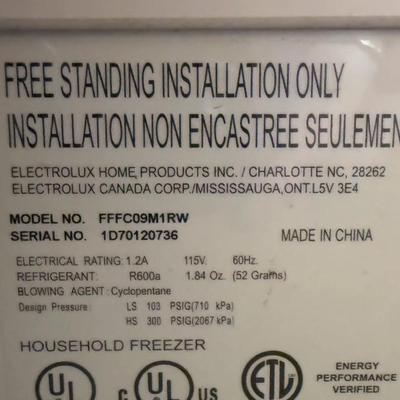 FREE STANDING INSTALLATION ONLY
INSTALLATION NON ENCASTREE SEULEMEN
ELECTROLUX HOME PRODUCTS INC. / CHARLOTTE NC, 28262
ELECTROLUX CANADA CORP./MISSISSAUGA,ONT.L5V 3E4
MODEL NO. FFFC09M1RW
SERIAL NO. 1D70120736 MADE IN CHINA
ELECTRICAL RATING: 1.2A 115V. 60Hz.
REFRIGERANT: R600a 1.84 Oz. (52 Grams)
BLOWING AGENT: Cyclopentane
Design Pressure: LS 103 PSIG(710 kPa)
HS 300 PSIG(2067 kPa)
HOUSEHOLD FREEZER
UL
C UL US
ETL
ENERGY
PERFORMANCE
VERIFIED